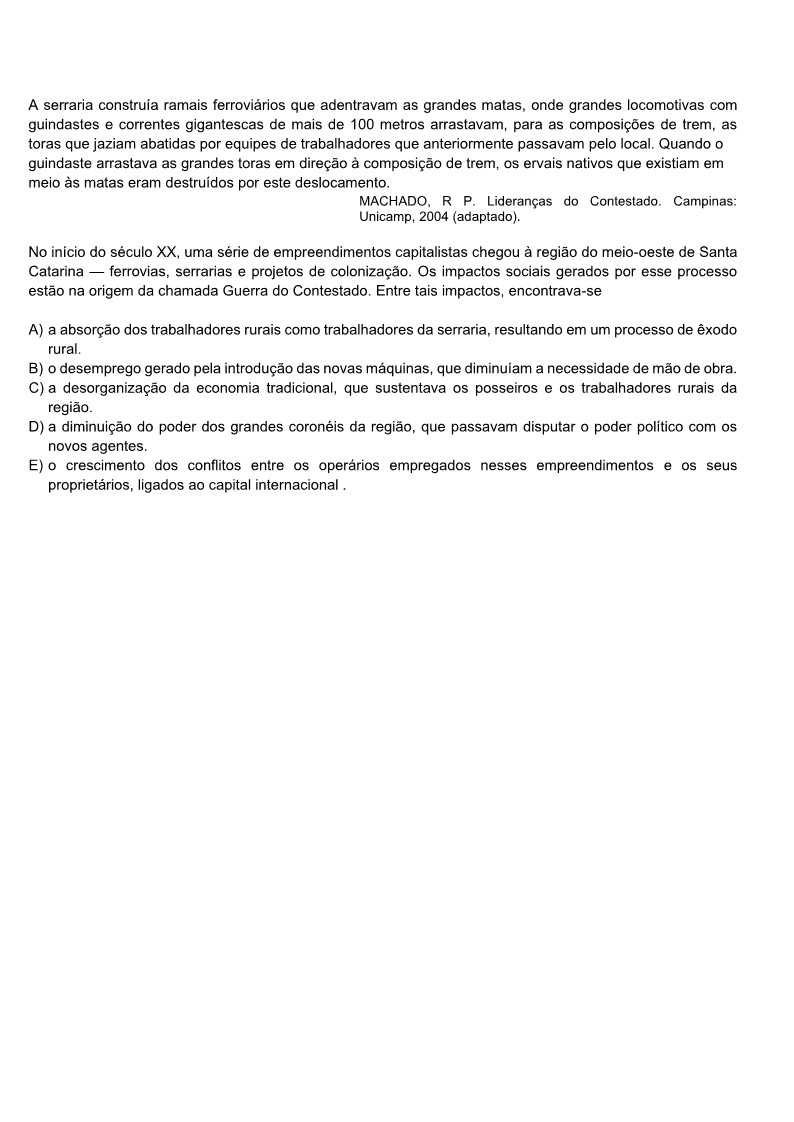 A serraria construía ramais ferroviários que adentravam as grandes matas, onde grandes locomotivas com
guindastes e correntes gigantescas de mais de 100 metros arrastavam, para as composições de trem, as
toras que jaziam abatidas por equipes de trabalhadores que anteriormente passavam pelo local. Quando o
guindaste arrastava as grandes toras em direção à composição de trem, os ervais nativos que existiam em
meio às matas eram destruídos por este deslocamento.
MACHADO, R P. Lideranças do Contestado. Campinas:
Unicamp, 2004 (adaptado).
No início do século XX, uma série de empreendimentos capitalistas chegou à região do meio-oeste de Santa
Catarina — ferrovias, serrarias e projetos de colonização. Os impactos sociais gerados por esse processo
estão na origem da chamada Guerra do Contestado. Entre tais impactos, encontrava-se
A) a absorção dos trabalhadores rurais como trabalhadores da serraria, resultando em um processo de êxodo
rural.
B) o desemprego gerado pela introdução das novas máquinas, que diminuíam a necessidade de mão de obra.
C) a desorganização da economia tradicional, que sustentava os posseiros e os trabalhadores rurais da
região.
D) a diminuição do poder dos grandes coronéis da região, que passavam disputar o poder político com os
novos agentes.
E) o crescimento dos conflitos entre os operários empregados nesses empreendimentos e os seus
proprietários, ligados ao capital internacional .